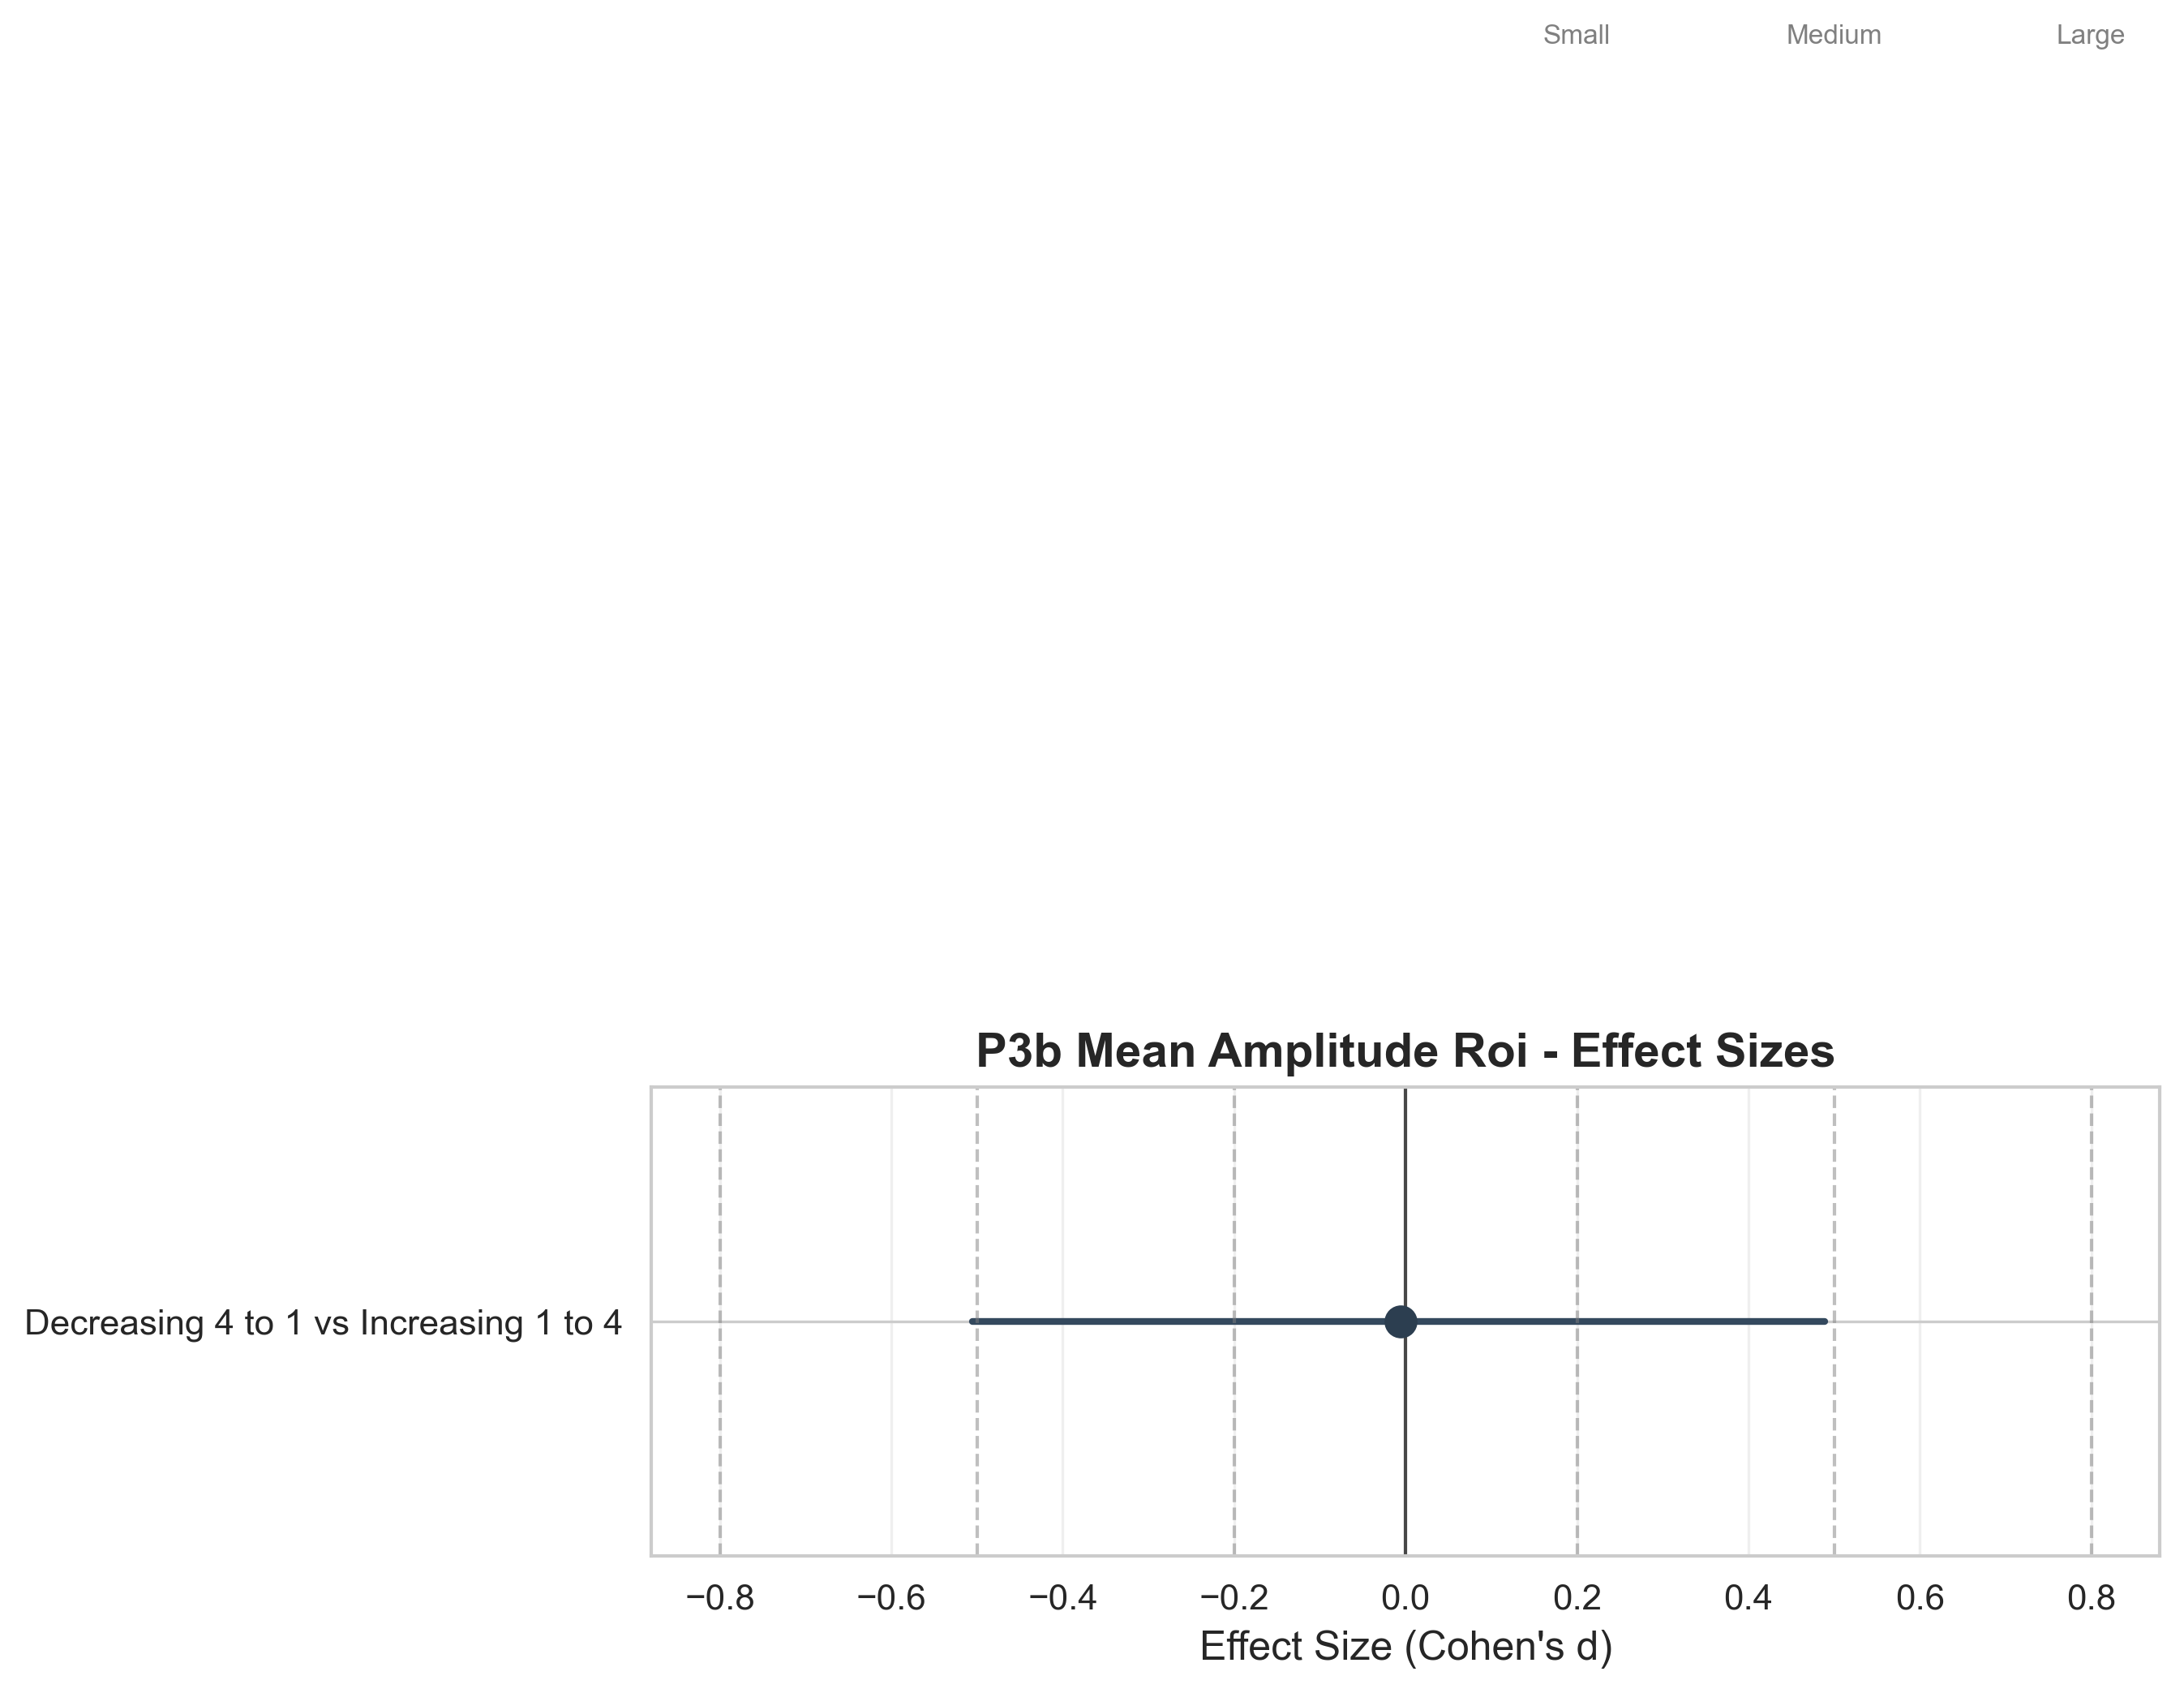 Small Medium Large
P3b Mean Amplitude Roi - Effect Sizes
Decreasing 4 to 1 vs Increasing 1 to 4
−0.8 −0.6 −0.4 −0.2 0.0 0.2 0.4 0.6 0.8
Effect Size (Cohen's d)